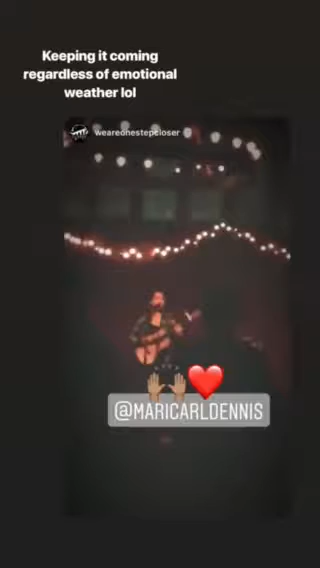 Keeping it coming
regardless of emotional
weather lol
weareonestepcloser
@MARICARLDENNIS